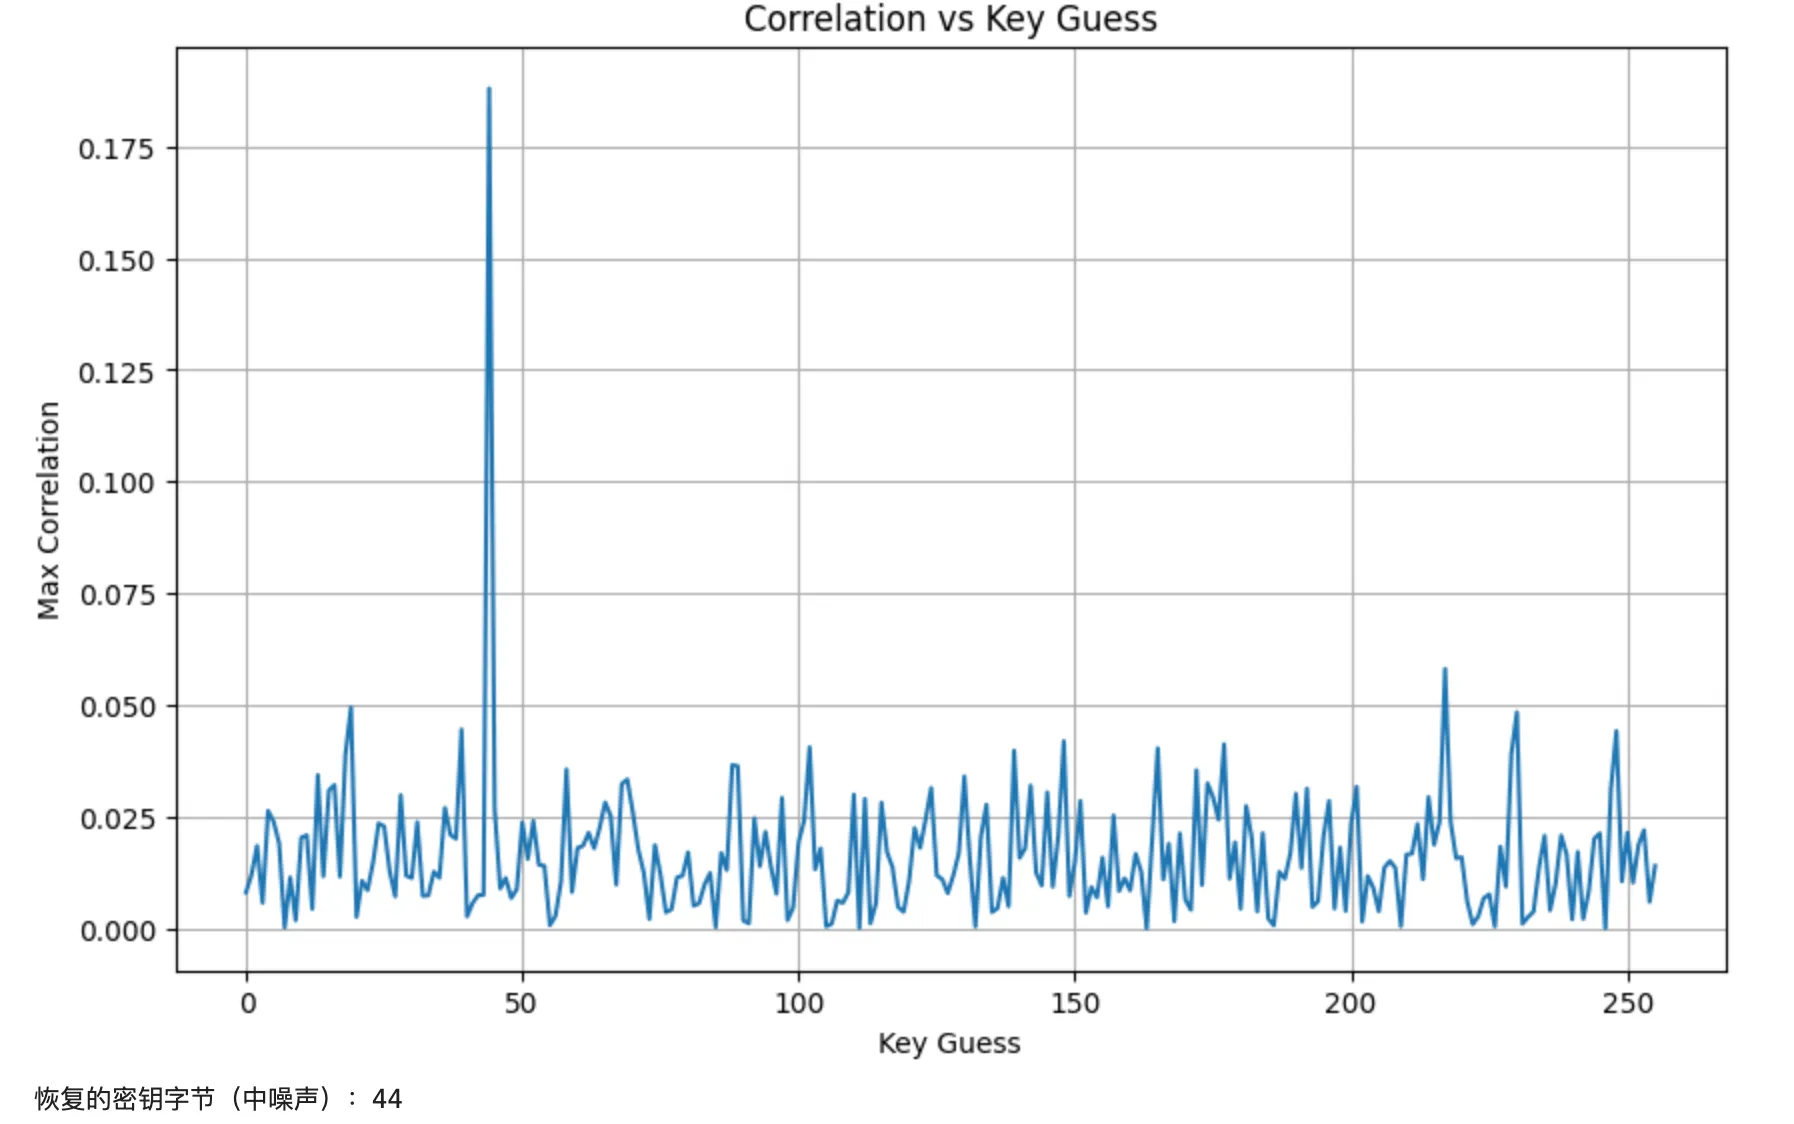 Correlation vs Key Guess
Max Correlation
0.175
0.150
0.125
0.100
0.075
0.050
0.025
0.000
0 50 100 150 200 250
Key Guess
恢复的密钥字节（中噪声）：44